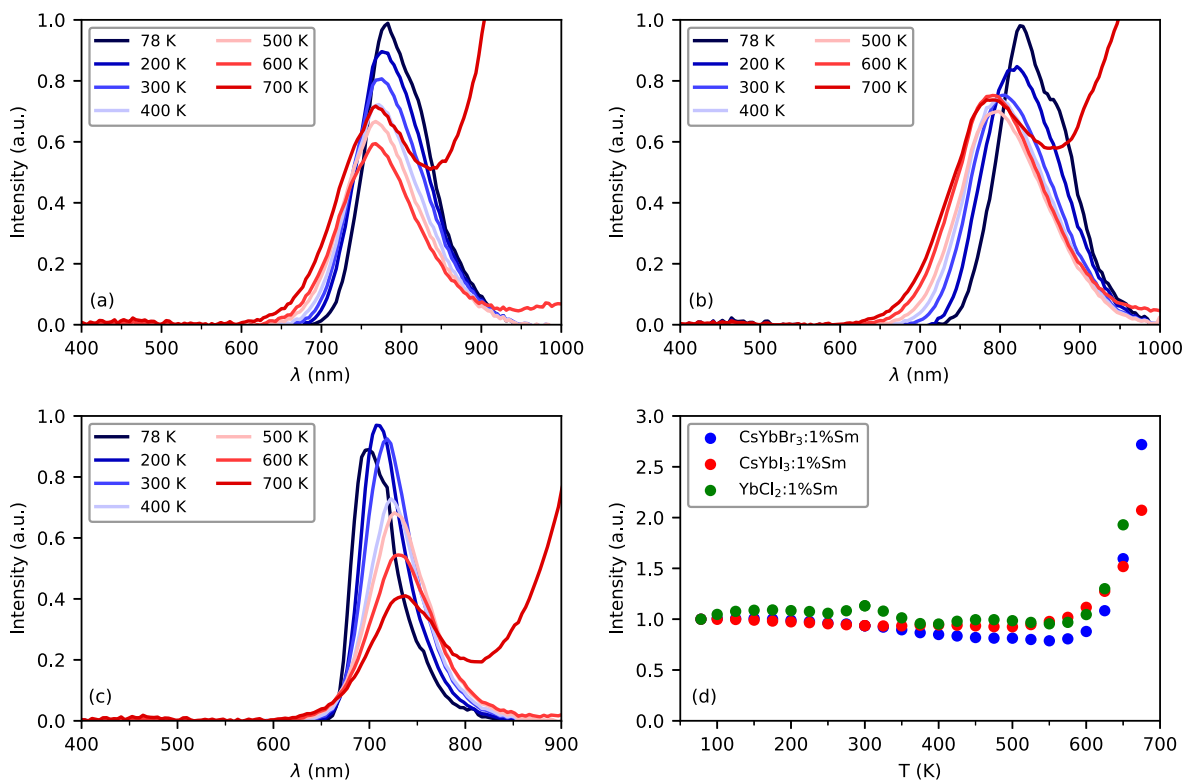 1.0
0.8
0.6
0.4
0.2
0.0
Intensity (a.u.)
78 K
200 K
300 K
400 K
500 K
600 K
700 K
(a)
400 500 600 700 800 900 1000
λ (nm)
1.0
0.8
0.6
0.4
0.2
0.0
Intensity (a.u.)
78 K
200 K
300 K
400 K
500 K
600 K
700 K
(b)
400 500 600 700 800 900 1000
λ (nm)
1.0
0.8
0.6
0.4
0.2
0.0
Intensity (a.u.)
78 K
200 K
300 K
400 K
500 K
600 K
700 K
(c)
400 500 600 700 800 900
λ (nm)
3.0
2.5
2.0
1.5
1.0
0.5
0.0
Intensity (a.u.)
CsYbBr₃:1%Sm
CsYbI₃:1%Sm
YbCl₂:1%Sm
(d)
100 200 300 400 500 600 700
T (K)